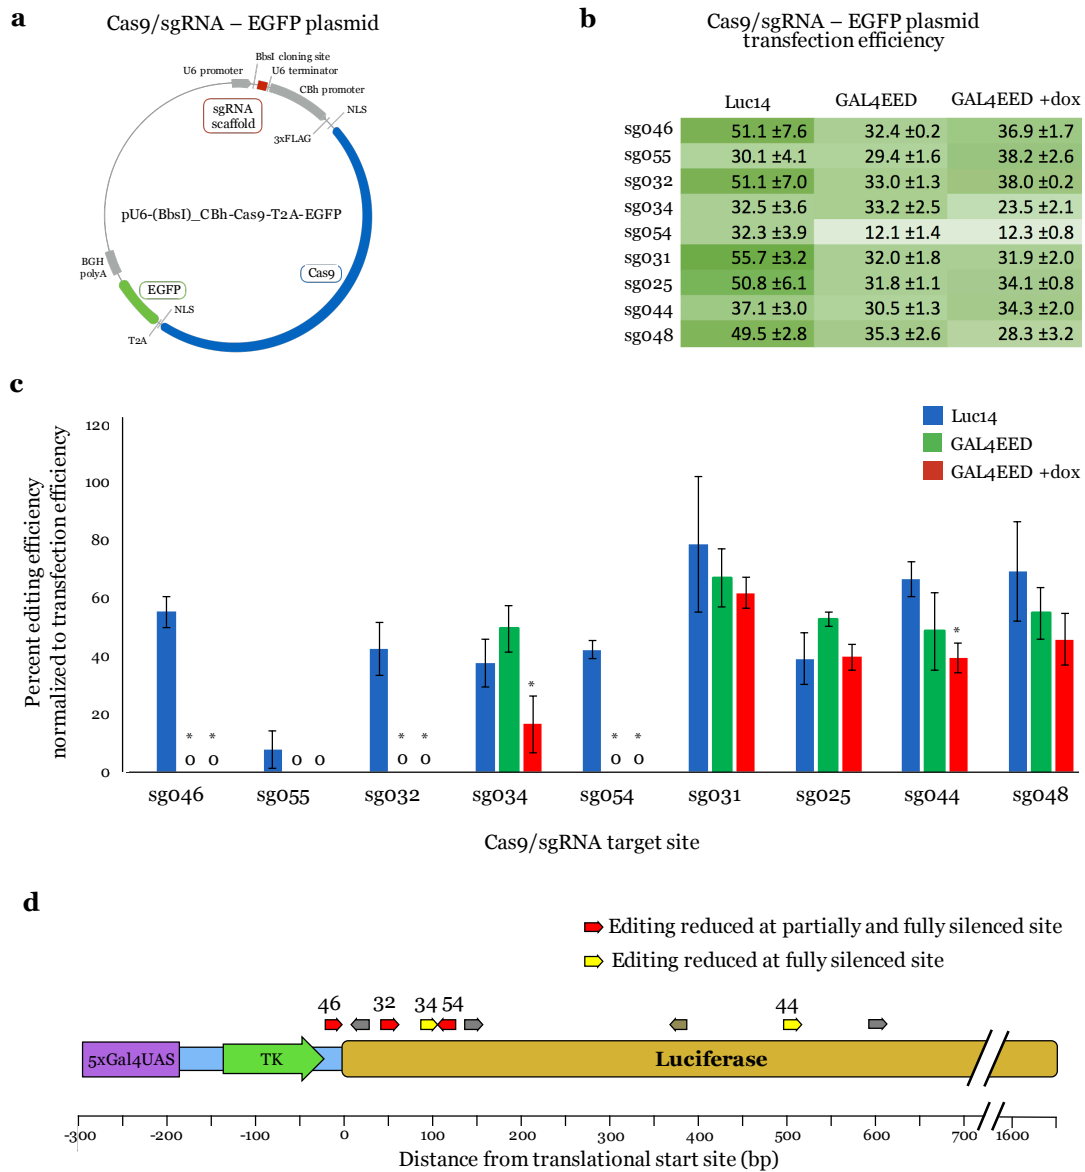 a
Cas9/sgRNA – EGFP plasmid
BbsI cloning site
U6 promoter
U6 terminator
CBh promoter
sgRNA
scaffold
NLS
3xFLAG
pU6-(BbsI)_CBh-Cas9-T2A-EGFP
BGH
polyA
Cas9
EGFP
NLS
T2A
b
Cas9/sgRNA – EGFP plasmid
transfection efficiency
Luc14 GAL4EED GAL4EED +dox
sg046 51.1 ±7.6 32.4 ±0.2 36.9 ±1.7
sg055 30.1 ±4.1 29.4 ±1.6 38.2 ±2.6
sg032 51.1 ±7.0 33.0 ±1.3 38.0 ±0.2
sg034 32.5 ±3.6 33.2 ±2.5 23.5 ±2.1
sg054 32.3 ±3.9 12.1 ±1.4 12.3 ±0.8
sg031 55.7 ±3.2 32.0 ±1.8 31.9 ±2.0
sg025 50.8 ±6.1 31.8 ±1.1 34.1 ±0.8
sg044 37.1 ±3.0 30.5 ±1.3 34.3 ±2.0
sg048 49.5 ±2.8 35.3 ±2.6 28.3 ±3.2
c
Percent editing efficiency
normalized to transfection efficiency
120
100
80
60
40
20
0
Luc14
GAL4EED
GAL4EED +dox
* * * * * * * *
0 0 0 0 0 0 0 0
sg046 sg055 sg032 sg034 sg054 sg031 sg025 sg044 sg048
Cas9/sgRNA target site
d
Editing reduced at partially and fully silenced site
Editing reduced at fully silenced site
46 32 34 54 44
5xGal4UAS TK Luciferase
-300 -200 -100 0 100 200 300 400 500 600 700 1600
Distance from translational start site (bp)